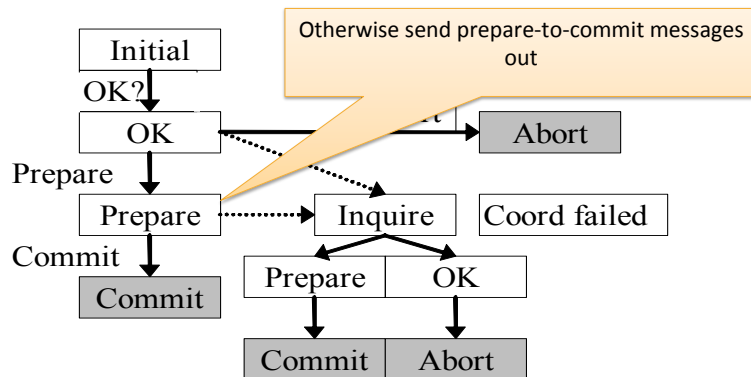 Otherwise send prepare-to-commit messages
out
Initial
OK?
OK
Abort
Prepare
Prepare
Inquire
Coord failed
Commit
Commit
Prepare
OK
Commit
Abort